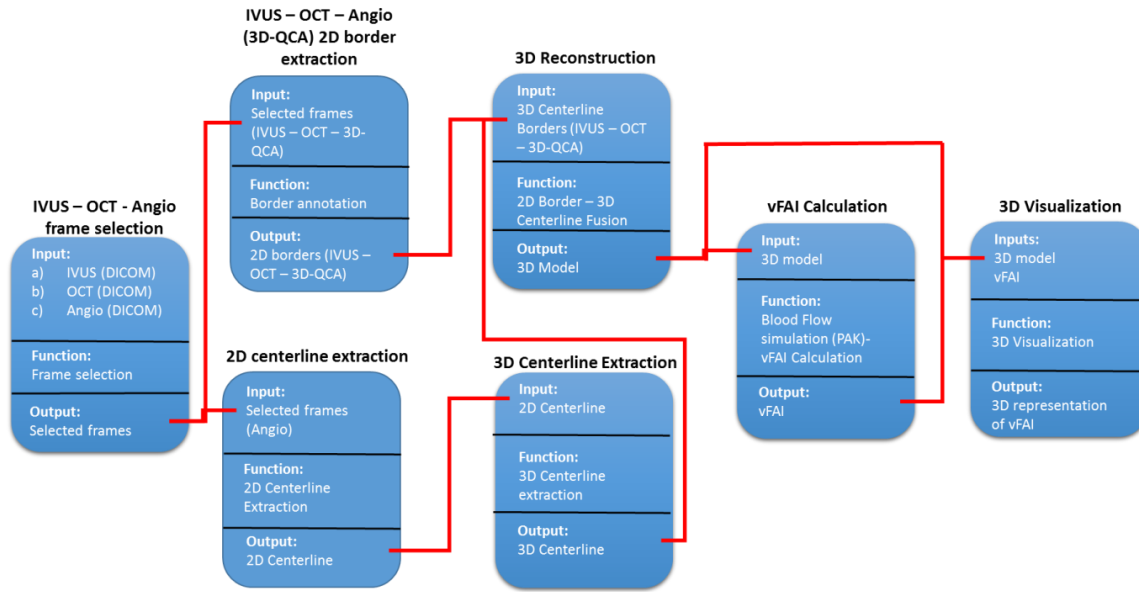 IVUS – OCT - Angio
frame selection
Input:
a) IVUS (DICOM)
b) OCT (DICOM)
c) Angio (DICOM)
Function:
Frame selection
Output:
Selected frames
IVUS – OCT – Angio
(3D-QCA) 2D border
extraction
Input:
Selected frames
(IVUS – OCT – 3D-
QCA)
Function:
Border annotation
Output:
2D borders (IVUS –
OCT – 3D-QCA)
2D centerline extraction
Input:
Selected frames
(Angio)
Function:
2D Centerline
Extraction
Output:
2D Centerline
3D Reconstruction
Input:
3D Centerline
Borders (IVUS – OCT
– 3D-QCA)
Function:
2D Border – 3D
Centerline Fusion
Output:
3D Model
3D Centerline Extraction
Input:
2D Centerline
Function:
3D Centerline
extraction
Output:
3D Centerline
vFAI Calculation
Input:
3D model
Function:
Blood Flow
simulation (PAK)-
vFAI Calculation
Output:
vFAI
3D Visualization
Inputs:
3D model
vFAI
Function:
3D Visualization
Output:
3D representation
of vFAI